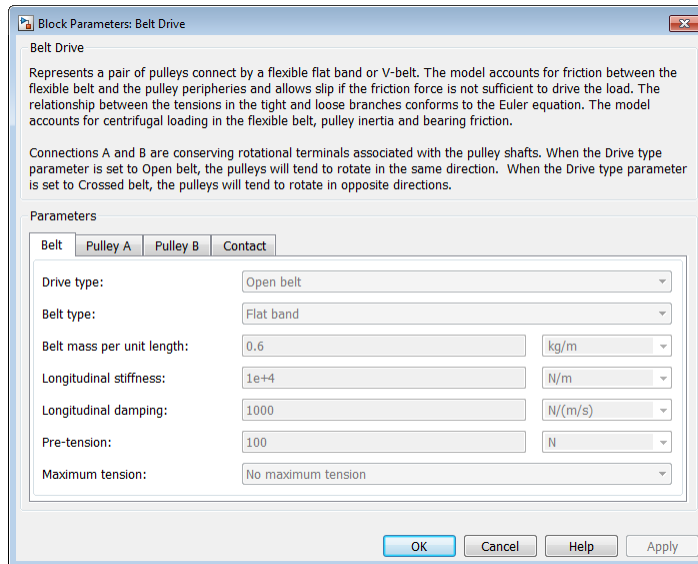 Block Parameters: Belt Drive
Belt Drive
Represents a pair of pulleys connect by a flexible flat band or V-belt. The model accounts for friction between the
flexible belt and the pulley peripheries and allows slip if the friction force is not sufficient to drive the load. The
relationship between the tensions in the tight and loose branches conforms to the Euler equation. The model
accounts for centrifugal loading in the flexible belt, pulley inertia and bearing friction.
Connections A and B are conserving rotational terminals associated with the pulley shafts. When the Drive type
parameter is set to Open belt, the pulleys will tend to rotate in the same direction.  When the Drive type parameter
is set to Crossed belt, the pulleys will tend to rotate in opposite directions.
Parameters
Belt Pulley A Pulley B Contact
Drive type: Open belt
Belt type: Flat band
Belt mass per unit length: 0.6 kg/m
Longitudinal stiffness: 1e+4 N/m
Longitudinal damping: 1000 N/(m/s)
Pre-tension: 100 N
Maximum tension: No maximum tension
OK Cancel Help Apply